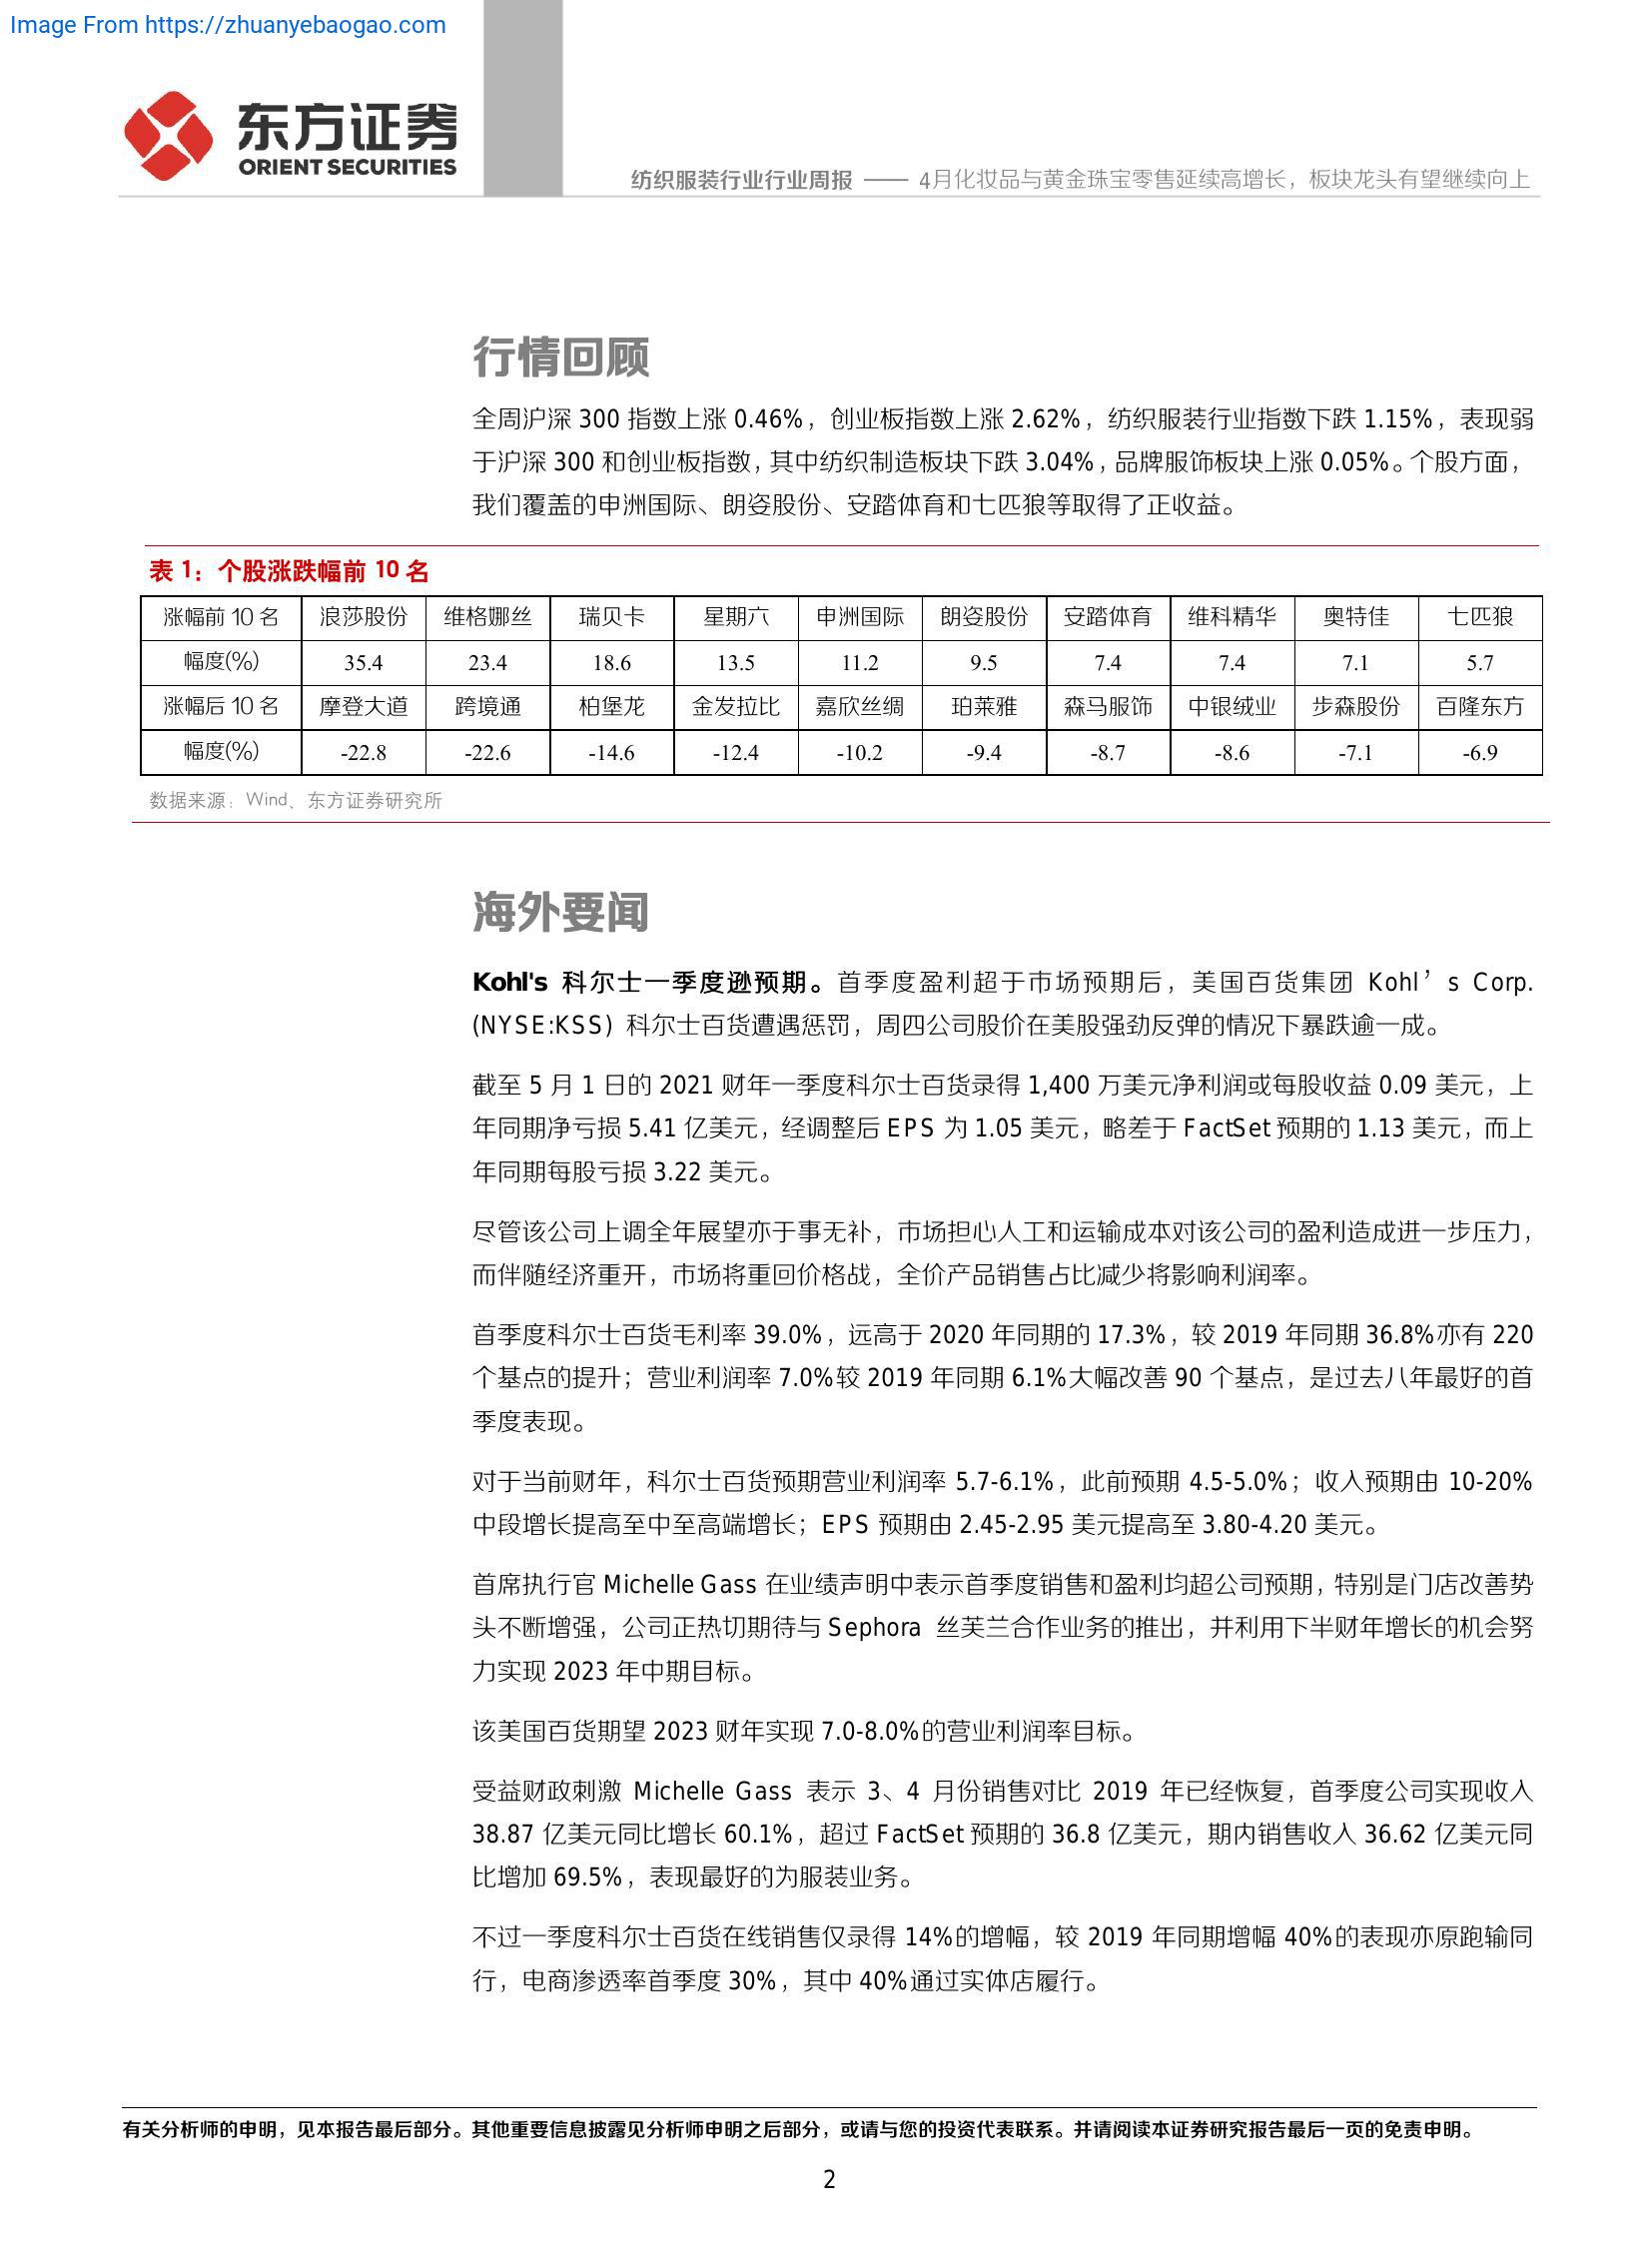 Image From https://zhuanyebaogao.com
东方证券
ORIENT SECURITIES
纺织服装行业行业周报 —— 4月化妆品与黄金珠宝零售延续高增长，板块龙头有望继续向上
行情回顾
全周沪深 300 指数上涨 0.46%，创业板指数上涨 2.62%，纺织服装行业指数下跌 1.15%，表现弱
于沪深 300 和创业板指数，其中纺织制造板块下跌 3.04%，品牌服饰板块上涨 0.05%。个股方面，
我们覆盖的申洲国际、朗姿股份、安踏体育和七匹狼等取得了正收益。
表 1：个股涨跌幅前 10 名
涨幅前 10 名 浪莎股份 维格娜丝 瑞贝卡 星期六 申洲国际 朗姿股份 安踏体育 维科精华 奥特佳 七匹狼
幅度(%) 35.4 23.4 18.6 13.5 11.2 9.5 7.4 7.4 7.1 5.7
涨幅后 10 名 摩登大道 跨境通 柏堡龙 金发拉比 嘉欣丝绸 珀莱雅 森马服饰 中银绒业 步森股份 百隆东方
幅度(%) -22.8 -22.6 -14.6 -12.4 -10.2 -9.4 -8.7 -8.6 -7.1 -6.9
数据来源：Wind、东方证券研究所
海外要闻
Kohl's 科尔士一季度逊预期。首季度盈利超于市场预期后，美国百货集团 Kohl’s Corp.
(NYSE:KSS) 科尔士百货遭遇惩罚，周四公司股价在美股强劲反弹的情况下暴跌逾一成。
截至 5 月 1 日的 2021 财年一季度科尔士百货录得 1,400 万美元净利润或每股收益 0.09 美元，上
年同期净亏损 5.41 亿美元，经调整后 EPS 为 1.05 美元，略差于 FactSet 预期的 1.13 美元，而上
年同期每股亏损 3.22 美元。
尽管该公司上调全年展望亦于事无补，市场担心人工和运输成本对该公司的盈利造成进一步压力，
而伴随经济重开，市场将重回价格战，全价产品销售占比减少将影响利润率。
首季度科尔士百货毛利率 39.0%，远高于 2020 年同期的 17.3%，较 2019 年同期 36.8%亦有 220
个基点的提升；营业利润率 7.0%较 2019 年同期 6.1%大幅改善 90 个基点，是过去八年最好的首
季度表现。
对于当前财年，科尔士百货预期营业利润率 5.7-6.1%，此前预期 4.5-5.0%；收入预期由 10-20%
中段增长提高至中至高端增长；EPS 预期由 2.45-2.95 美元提高至 3.80-4.20 美元。
首席执行官 Michelle Gass 在业绩声明中表示首季度销售和盈利均超公司预期，特别是门店改善势
头不断增强，公司正热切期待与 Sephora 丝芙兰合作业务的推出，并利用下半财年增长的机会努
力实现 2023 年中期目标。
该美国百货期望 2023 财年实现 7.0-8.0%的营业利润率目标。
受益财政刺激 Michelle Gass 表示 3、4 月份销售对比 2019 年已经恢复，首季度公司实现收入
38.87 亿美元同比增长 60.1%，超过 FactSet 预期的 36.8 亿美元，期内销售收入 36.62 亿美元同
比增加 69.5%，表现最好的为服装业务。
不过一季度科尔士百货在线销售仅录得 14%的增幅，较 2019 年同期增幅 40%的表现亦原跑输同
行，电商渗透率首季度 30%，其中 40%通过实体店履行。
有关分析师的申明，见本报告最后部分。其他重要信息披露见分析师申明之后部分，或请与您的投资代表联系。并请阅读本证券研究报告最后一页的免责申明。
2